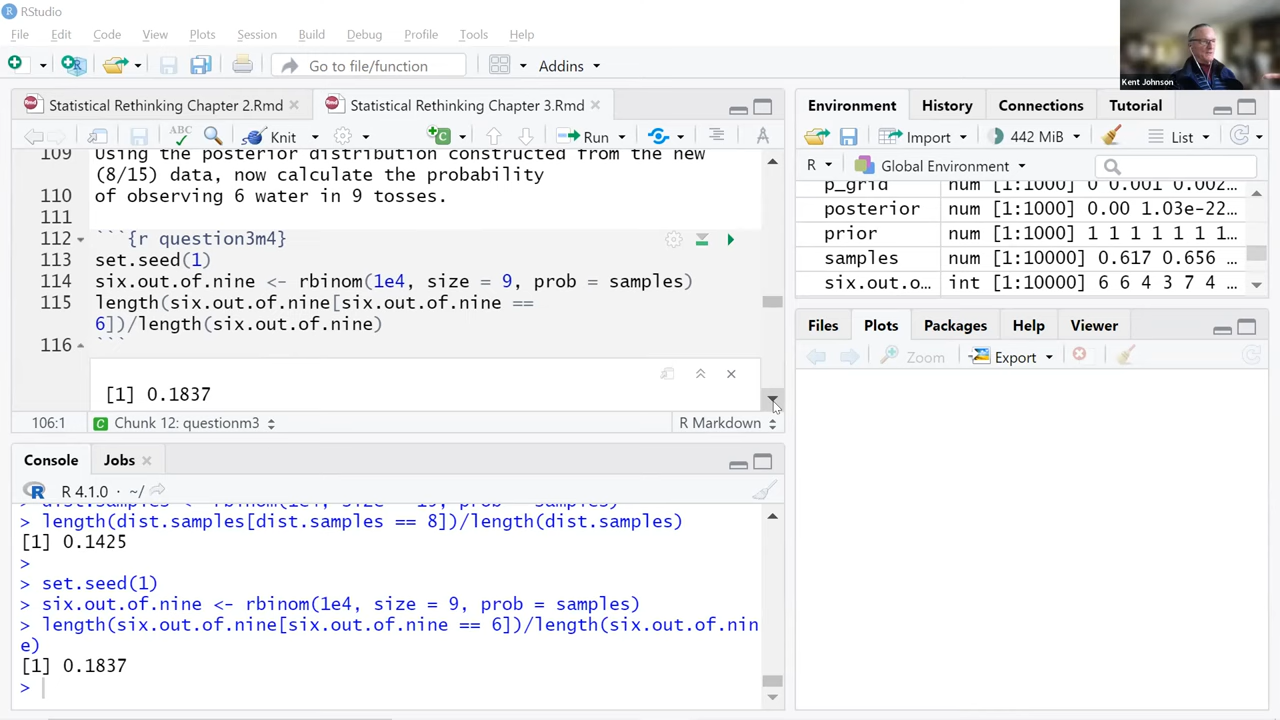 RStudio
File Edit Code View Plots Session Build Debug Profile Tools Help
Go to file/function Addins
Kent Johnson
Statistical Rethinking Chapter 2.Rmd Statistical Rethinking Chapter 3.Rmd
ABC Knit Run
109 Using the posterior distribution constructed from the new
(8/15) data, now calculate the probability
110 of observing 6 water in 9 tosses.
111
112 ```{r question3m4}
113 set.seed(1)
114 six.out.of.nine <- rbinom(1e4, size = 9, prob = samples)
115 length(six.out.of.nine[six.out.of.nine ==
6])/length(six.out.of.nine)
116 ```
[1] 0.1837
106:1 Chunk 12: questionm3 R Markdown
Console Jobs
R 4.1.0 · ~/
> dist.samples <- rbinom(1e4, size = 15, prob = samples)
> length(dist.samples[dist.samples == 8])/length(dist.samples)
[1] 0.1425
>
> set.seed(1)
> six.out.of.nine <- rbinom(1e4, size = 9, prob = samples)
> length(six.out.of.nine[six.out.of.nine == 6])/length(six.out.of.nin
e)
[1] 0.1837
>
Environment History Connections Tutorial
Import 442 MiB List
R Global Environment
p_grid num [1:1000] 0 0.001 0.002…
posterior num [1:1000] 0.00 1.03e-22…
prior num [1:1000] 1 1 1 1 1 1 1…
samples num [1:10000] 0.617 0.656 …
six.out.o… int [1:10000] 6 6 4 3 7 4 …
Files Plots Packages Help Viewer
Zoom Export